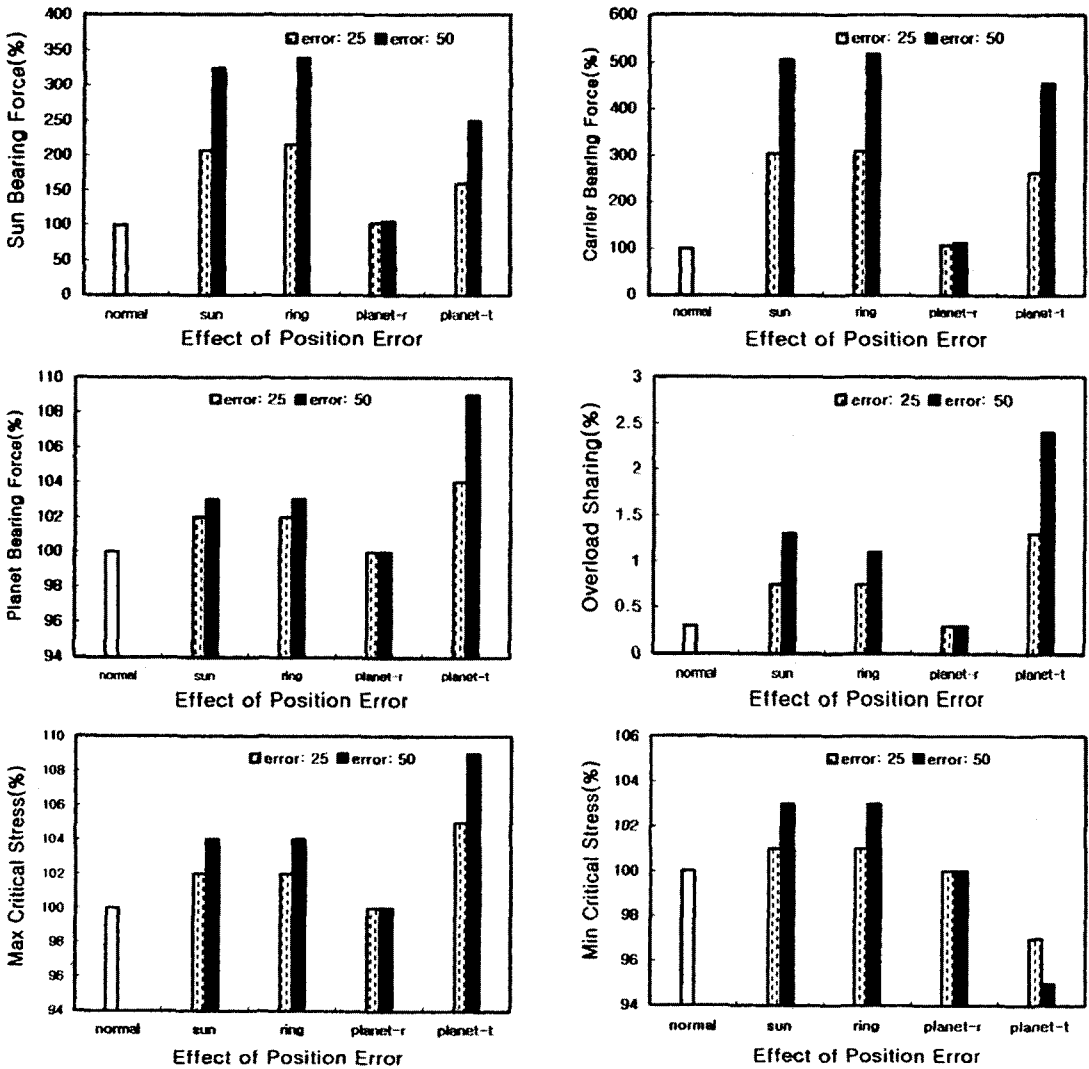 Sun Bearing Force(%)
400
350
300
250
200
150
100
50
0
error: 25 error: 50
normal sun ring planet-r planet-t
Effect of Position Error
Carrier Bearing Force(%)
600
500
400
300
200
100
0
error: 25 error: 50
normal sun ring planet-r planet-t
Effect of Position Error
Planet Bearing Force(%)
110
108
106
104
102
100
98
96
94
error: 25 error: 50
normal sun ring planet-r planet-t
Effect of Position Error
Overload Sharing(%)
3
2.5
2
1.5
1
0.5
0
error: 25 error: 50
normal sun ring planet-r planet-t
Effect of Position Error
Max Critical Stress(%)
110
108
106
104
102
100
98
96
94
error: 25 error: 50
normal sun ring planet-r planet-t
Effect of Position Error
Min Critical Stress(%)
106
104
102
100
98
96
94
error: 25 error: 50
normal sun ring planet-r planet-t
Effect of Position Error